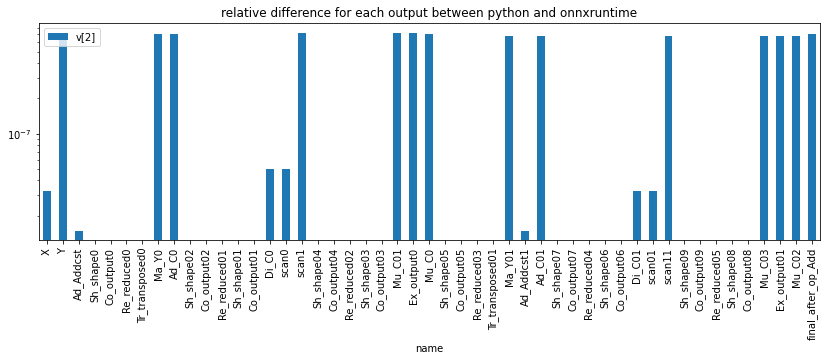 relative difference for each output between python and onnxruntime
v[2]
10^{-7}
X
Y
Ad_Addcst
Sh_shape0
Co_output0
Re_reduced0
Tr_transposed0
Ma_Y0
Ad_C0
Sh_shape02
Co_output02
Re_reduced01
Sh_shape01
Co_output01
Di_C0
scan0
scan1
Sh_shape04
Co_output04
Re_reduced02
Sh_shape03
Co_output03
Mu_C01
Ex_output0
Mu_C0
Sh_shape05
Co_output05
Re_reduced03
Tr_transposed01
Ma_Y01
Ad_Addcst1
Ad_C01
Sh_shape07
Co_output07
Re_reduced04
Sh_shape06
Co_output06
Di_C01
scan01
scan11
Sh_shape09
Co_output09
Re_reduced05
Sh_shape08
Co_output08
Mu_C03
Ex_output01
Mu_C02
final_after_op_Add
name